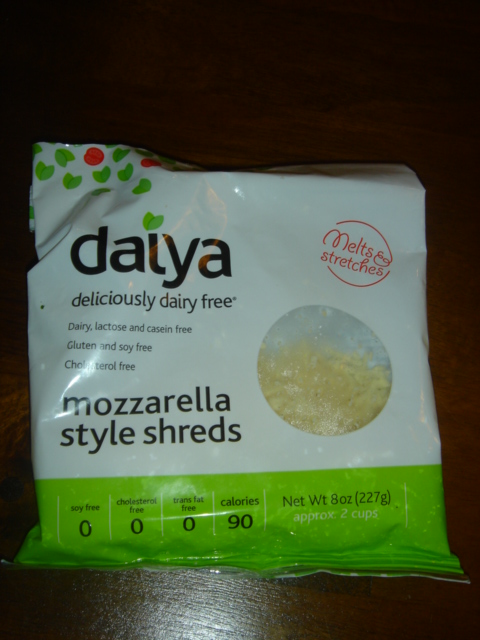 daiya
deliciously dairy free®
Melts &
stretches
Dairy, lactose and casein free
Gluten and soy free
Cholesterol free
mozzarella
style shreds
soy free
0
cholesterol
free
0
trans fat
free
0
calories
90
Net Wt 8oz (227g)
approx. 2 cups